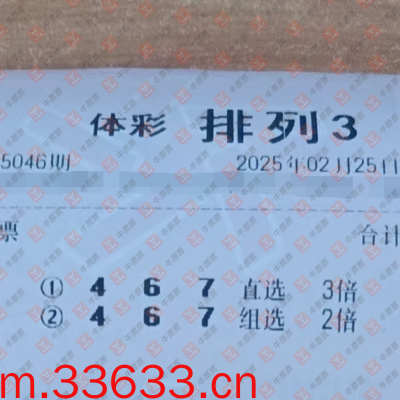 体彩 排列3
5046期 2025年02月25日
票 合计
① 4 6 7 直选 3倍
② 4 6 7 组选 2倍
m.33633.cn